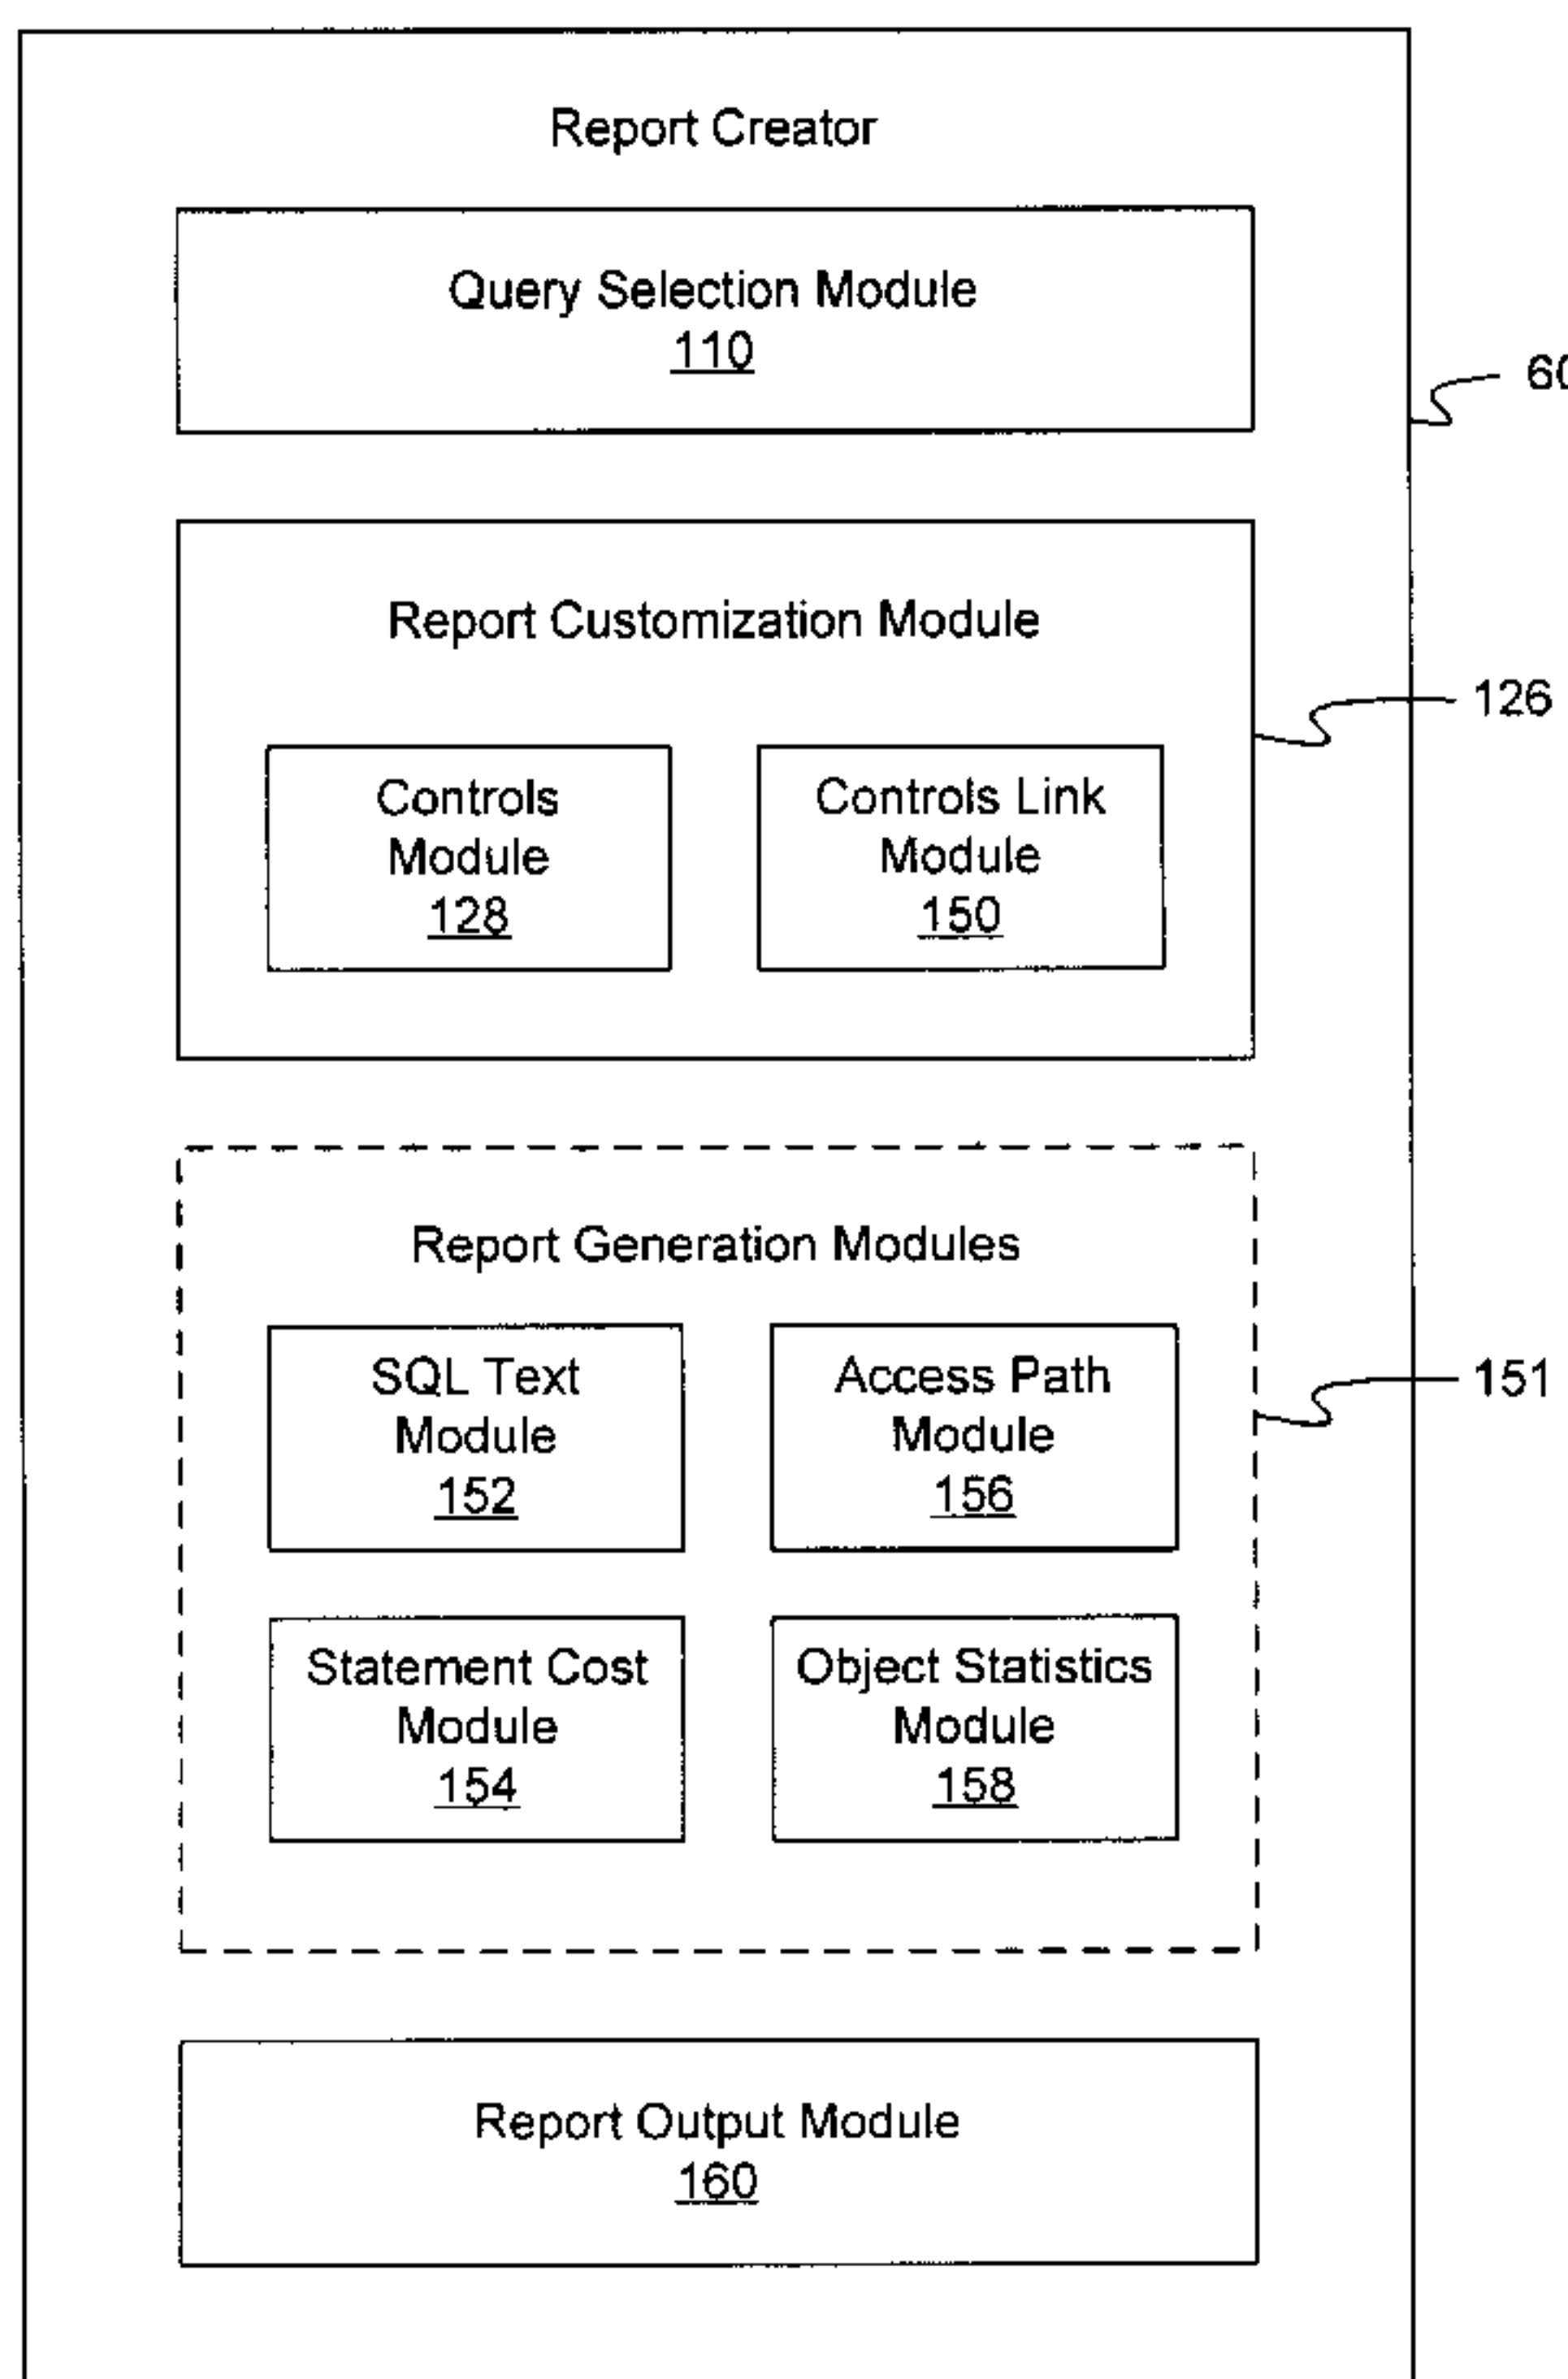 Report Creator
Query Selection Module
110
60
Report Customization Module
126
Controls
Module
128
Controls Link
Module
150
Report Generation Modules
SQL Text
Module
152
Access Path
Module
156
151
Statement Cost
Module
154
Object Statistics
Module
158
Report Output Module
160